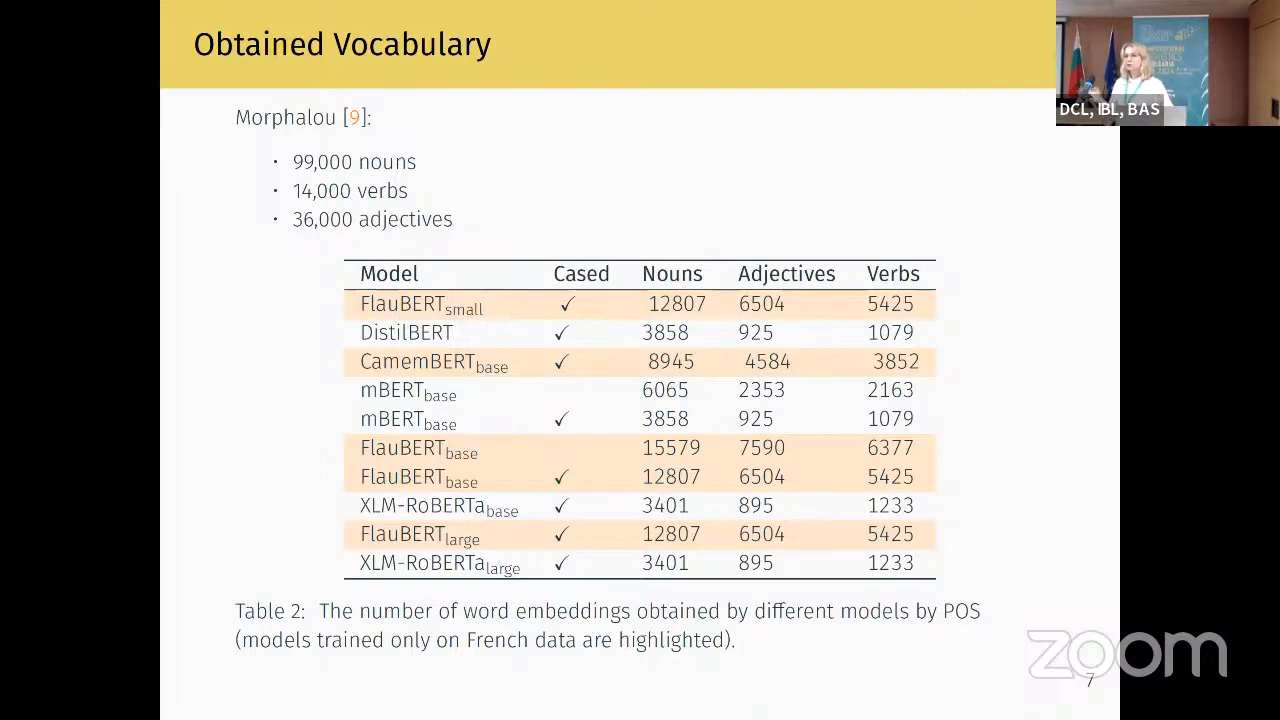 Obtained Vocabulary
DCL, IBL, BAS
Morphalou [9]:
· 99,000 nouns
· 14,000 verbs
· 36,000 adjectives
Model Cased Nouns Adjectives Verbs
FlauBERTsmall ✓ 12807 6504 5425
DistilBERT ✓ 3858 925 1079
CamemBERTbase ✓ 8945 4584 3852
mBERTbase 6065 2353 2163
mBERTbase ✓ 3858 925 1079
FlauBERTbase 15579 7590 6377
FlauBERTbase ✓ 12807 6504 5425
XLM-RoBERTabase ✓ 3401 895 1233
FlauBERTlarge ✓ 12807 6504 5425
XLM-RoBERTalarge ✓ 3401 895 1233
Table 2: The number of word embeddings obtained by different models by POS
(models trained only on French data are highlighted).
zoom
7